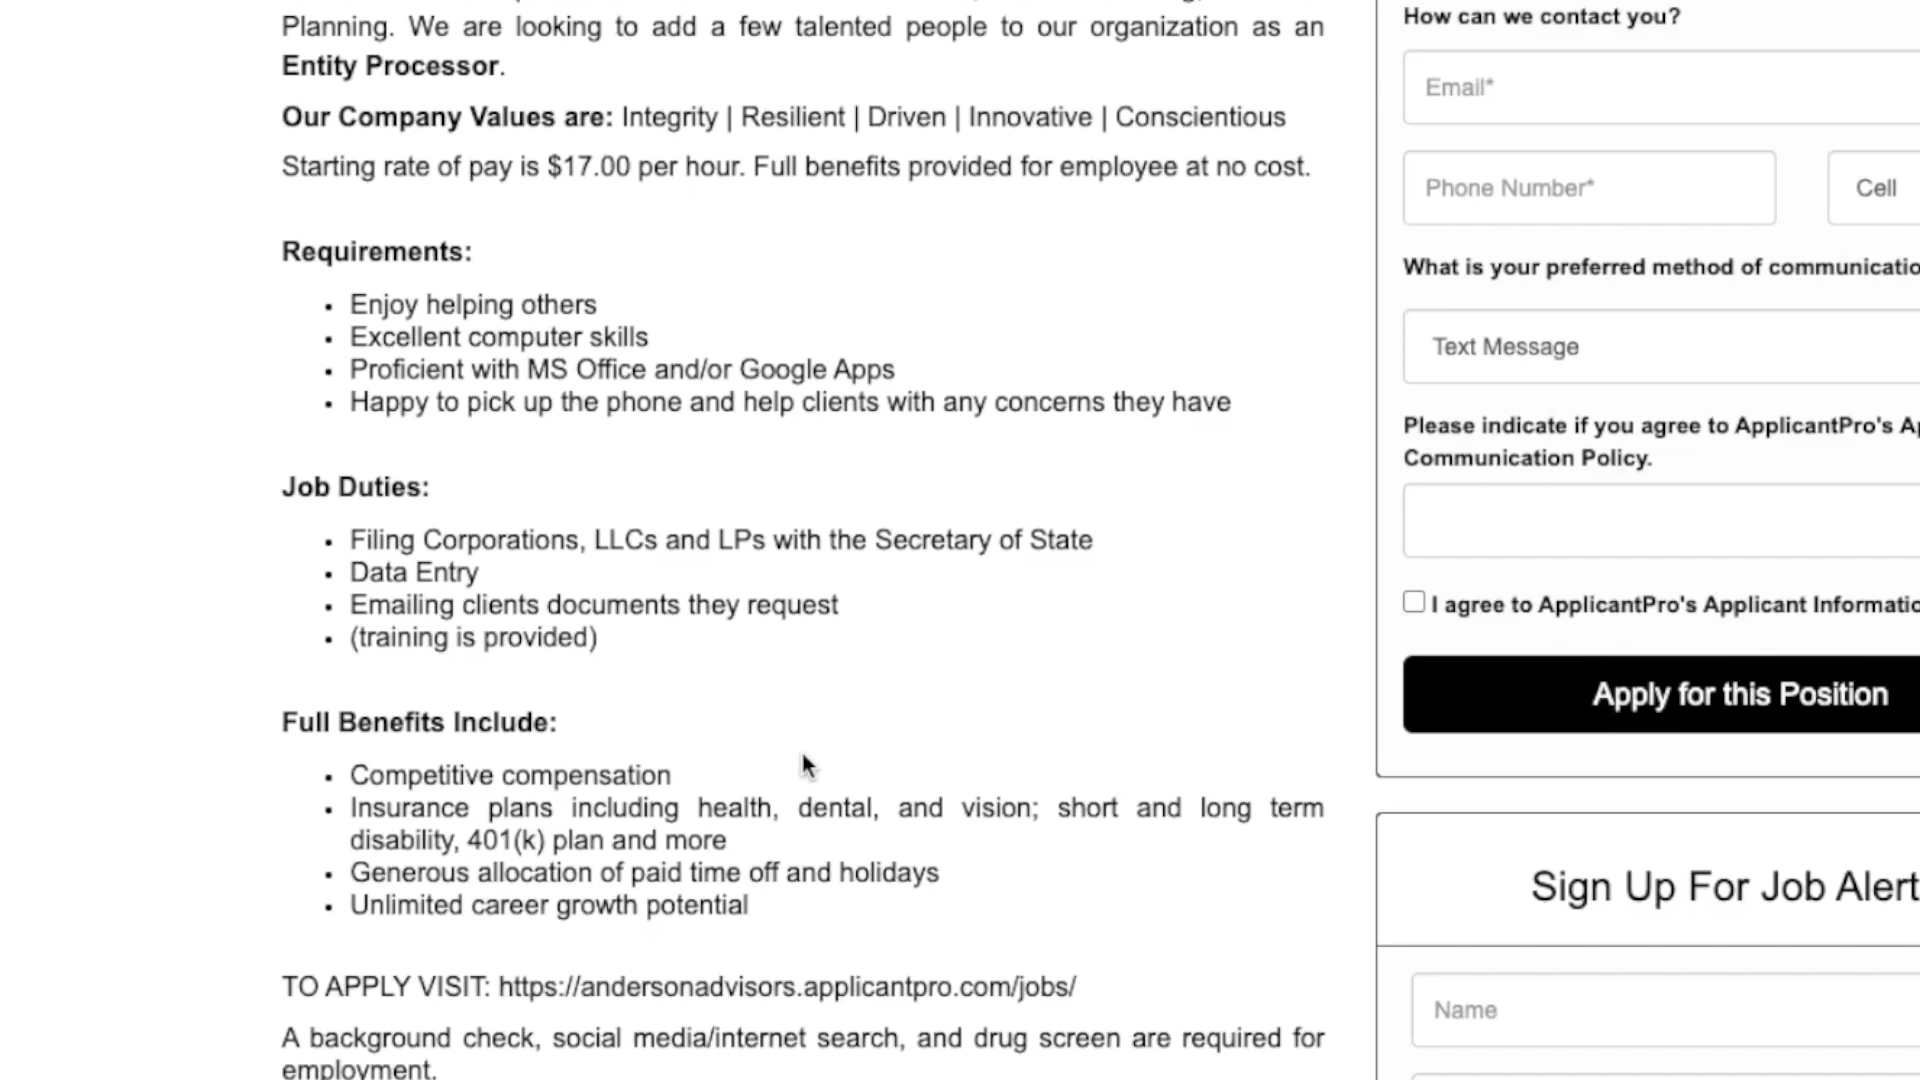 Planning. We are looking to add a few talented people to our organization as an
Entity Processor.
Our Company Values are: Integrity | Resilient | Driven | Innovative | Conscientious
Starting rate of pay is $17.00 per hour. Full benefits provided for employee at no cost.
Requirements:
• Enjoy helping others
• Excellent computer skills
• Proficient with MS Office and/or Google Apps
• Happy to pick up the phone and help clients with any concerns they have
Job Duties:
• Filing Corporations, LLCs and LPs with the Secretary of State
• Data Entry
• Emailing clients documents they request
• (training is provided)
Full Benefits Include:
• Competitive compensation
• Insurance plans including health, dental, and vision; short and long term
disability, 401(k) plan and more
• Generous allocation of paid time off and holidays
• Unlimited career growth potential
TO APPLY VISIT: https://andersonadvisors.applicantpro.com/jobs/
A background check, social media/internet search, and drug screen are required for
employment.
How can we contact you?
Email*
Phone Number*
Cell
What is your preferred method of communicatio
Text Message
Please indicate if you agree to ApplicantPro's Ap
Communication Policy.
I agree to ApplicantPro's Applicant Informatio
Apply for this Position
Sign Up For Job Alert
Name